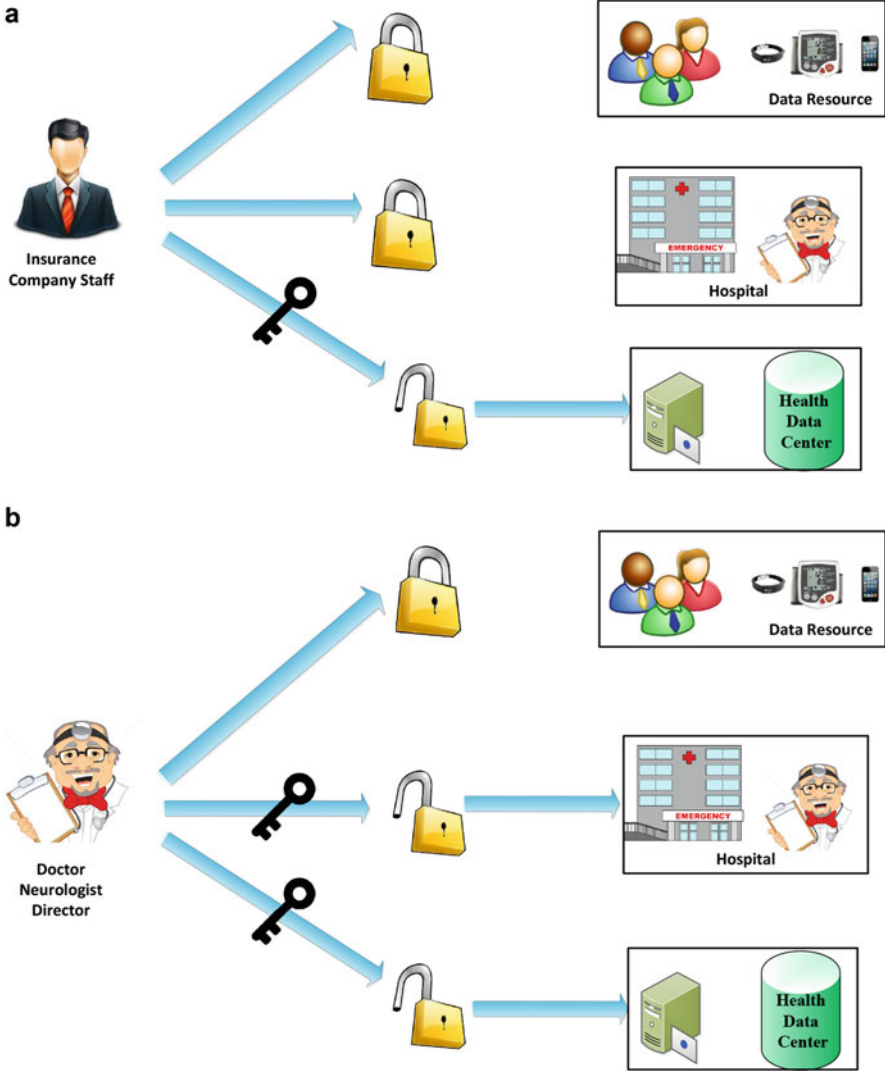 a
Data Resource
Insurance
Company Staff
EMERGENCY
Hospital
Health
Data
Center
b
Data Resource
Doctor
Neurologist
Director
EMERGENCY
Hospital
Health
Data
Center